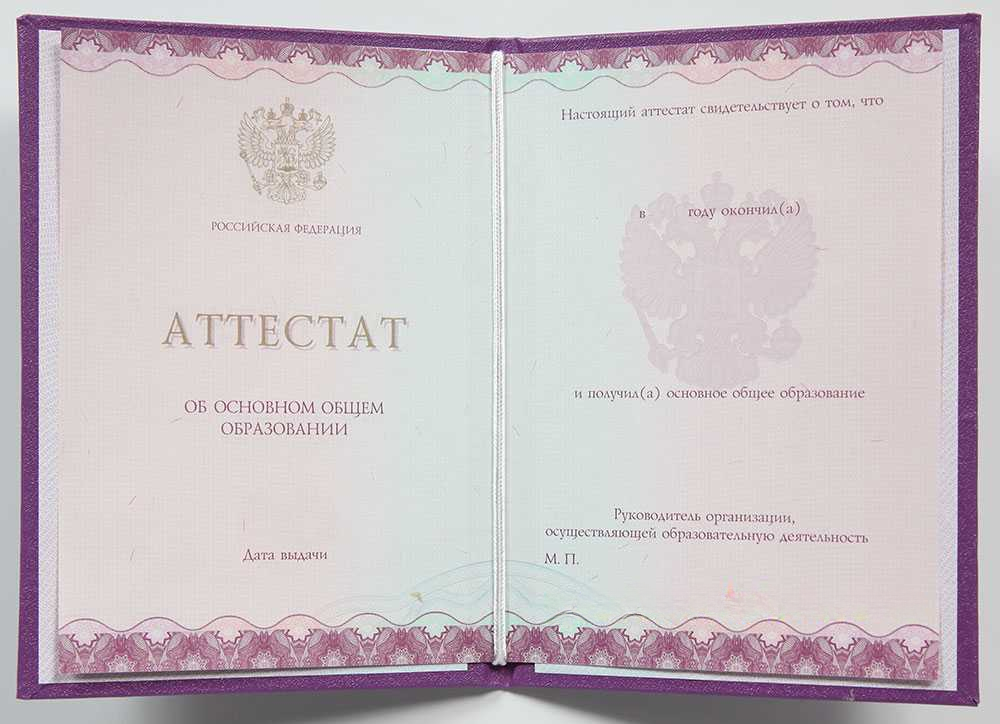 РОССИЙСКАЯ ФЕДЕРАЦИЯ
АТТЕСТАТ
ОБ ОСНОВНОМ ОБЩЕМ
ОБРАЗОВАНИИ
Дата выдачи
Настоящий аттестат свидетельствует о том, что
в году окончил(а)
и получил(а) основное общее образование
Руководитель организации,
осуществляющей образовательную деятельность
М. П.